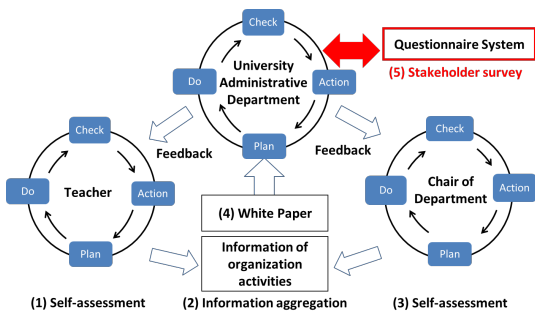 Check
University
Administrative
Department
Do
Action
Plan
Questionnaire System
(5) Stakeholder survey
Feedback
Feedback
Check
Do
Teacher
Action
Plan
(4) White Paper
Information of
organization
activities
Check
Do
Chair of
Department
Action
Plan
(1) Self-assessment
(2) Information aggregation
(3) Self-assessment